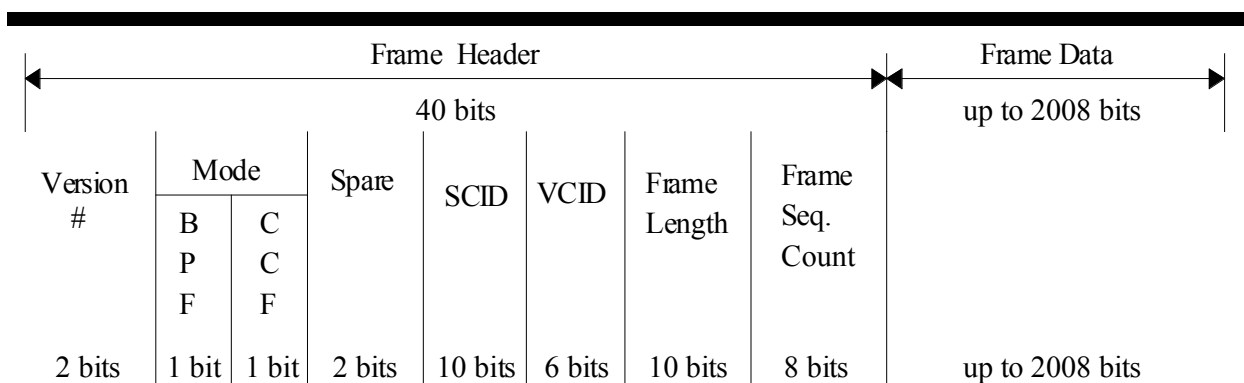 Frame Header
Frame Data
40 bits
up to 2008 bits
Version
#
Mode
B
P
F
C
C
F
Spare
SCID
VCID
Frame
Length
Frame
Seq.
Count
2 bits
1 bit
1 bit
2 bits
10 bits
6 bits
10 bits
8 bits
up to 2008 bits